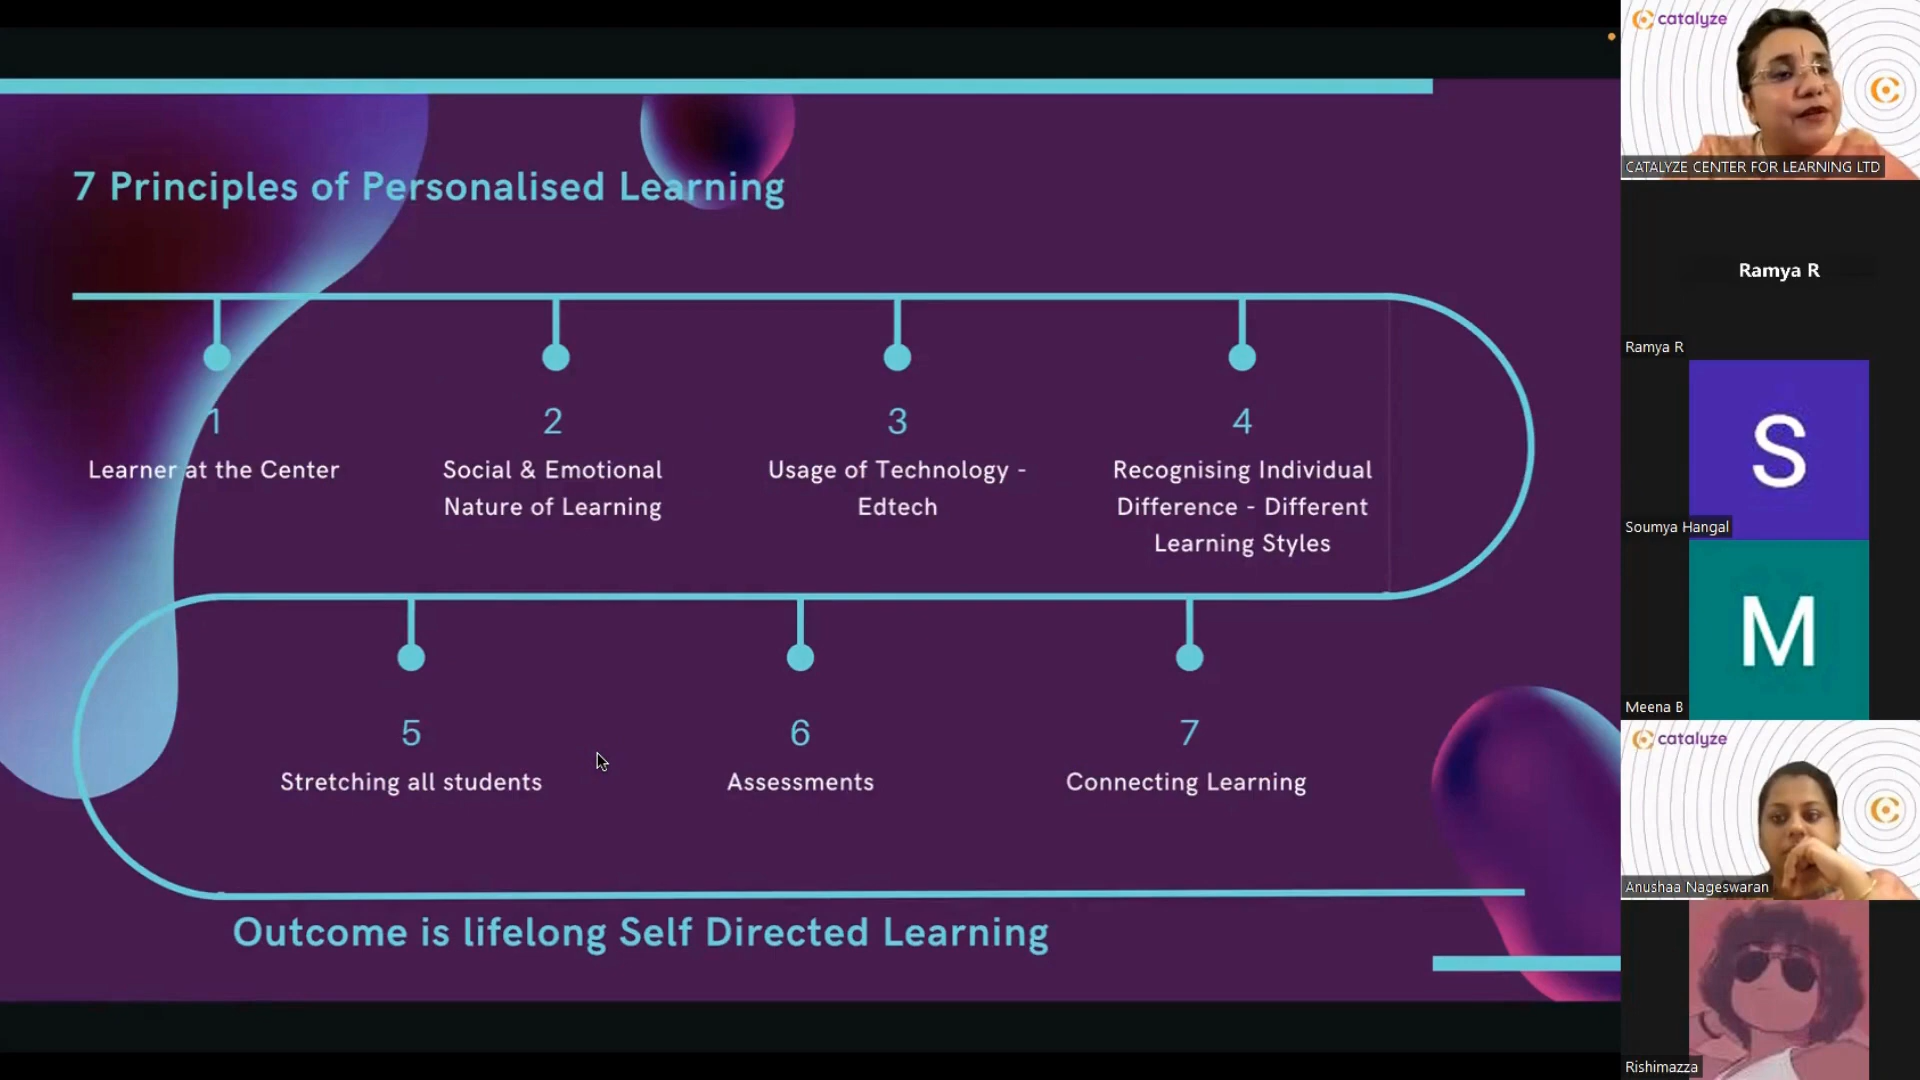 7 Principles of Personalised Learning
1
Learner at the Center
2
Social & Emotional
Nature of Learning
3
Usage of Technology -
Edtech
4
Recognising Individual
Difference - Different
Learning Styles
5
Stretching all students
6
Assessments
7
Connecting Learning
Outcome is lifelong Self Directed Learning
catalyze
CATALYZE CENTER FOR LEARNING LTD
Ramya R
Ramya R
S
Soumya Hangal
M
Meena B
catalyze
Anushaa Nageswaran
Rishimazza